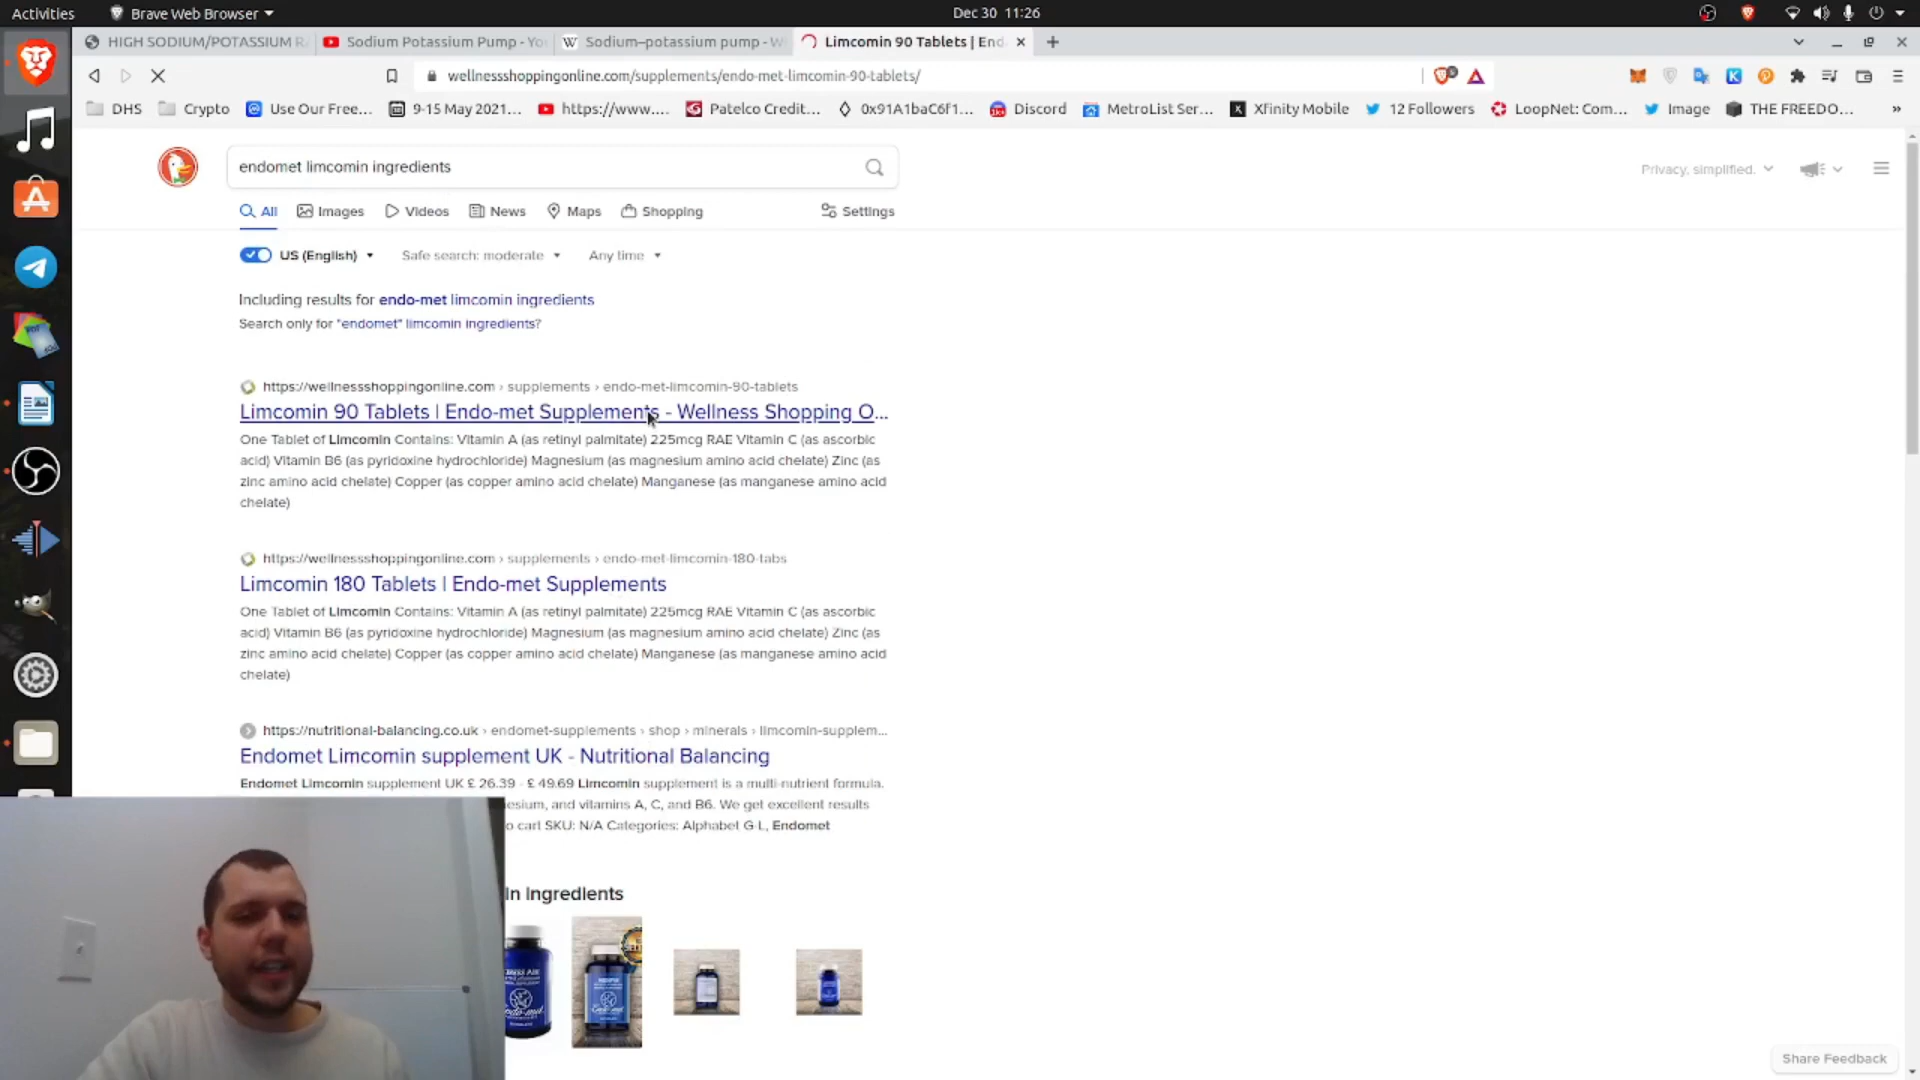 Activities
Brave Web Browser
Dec 30 11:26
HIGH SODIUM/POTASSIUM R
Sodium Potassium Pump - Yo
Sodium–potassium pump - W
Limcomin 90 Tablets | End
wellnessshoppingonline.com/supplements/endo-met-limcomin-90-tablets/
DHS
Crypto
Use Our Free...
9-15 May 2021...
https://www....
Patelco Credit...
0x91A1baC6f1...
Discord
MetroList Ser...
Xfinity Mobile
12 Followers
LoopNet: Com...
Image
THE FREEDO...
»
endomet limcomin ingredients
Privacy, simplified.
All
Images
Videos
News
Maps
Shopping
Settings
US (English)
Safe search: moderate
Any time
Including results for endo-met limcomin ingredients
Search only for "endomet" limcomin ingredients?
https://wellnessshoppingonline.com › supplements › endo-met-limcomin-90-tablets
Limcomin 90 Tablets | Endo-met Supplements - Wellness Shopping O...
One Tablet of Limcomin Contains: Vitamin A (as retinyl palmitate) 225mcg RAE Vitamin C (as ascorbic
acid) Vitamin B6 (as pyridoxine hydrochloride) Magnesium (as magnesium amino acid chelate) Zinc (as
zinc amino acid chelate) Copper (as copper amino acid chelate) Manganese (as manganese amino acid
chelate)
https://wellnessshoppingonline.com › supplements › endo-met-limcomin-180-tabs
Limcomin 180 Tablets | Endo-met Supplements
One Tablet of Limcomin Contains: Vitamin A (as retinyl palmitate) 225mcg RAE Vitamin C (as ascorbic
acid) Vitamin B6 (as pyridoxine hydrochloride) Magnesium (as magnesium amino acid chelate) Zinc (as
zinc amino acid chelate) Copper (as copper amino acid chelate) Manganese (as manganese amino acid
chelate)
https://nutritional-balancing.co.uk › endomet-supplements › shop › minerals › limcomin-supplem...
Endomet Limcomin supplement UK - Nutritional Balancing
Endomet Limcomin supplement UK £ 26.39 - £ 49.69 Limcomin supplement is a multi-nutrient formula.
esium, and vitamins A, C, and B6. We get excellent results
o cart SKU: N/A Categories: Alphabet G-L, Endomet
In Ingredients
Endo-met
Share Feedback